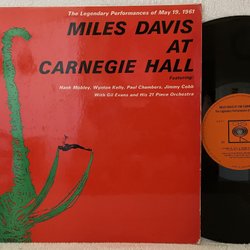 The Legendary Performances of May 19, 1961
MILES DAVIS
AT
CARNEGIE HALL
Featuring:
Hank Mobley, Wynton Kelly, Paul Chambers, Jimmy Cobb
With Gil Evans and His 21 Piece Orchestra
CBS